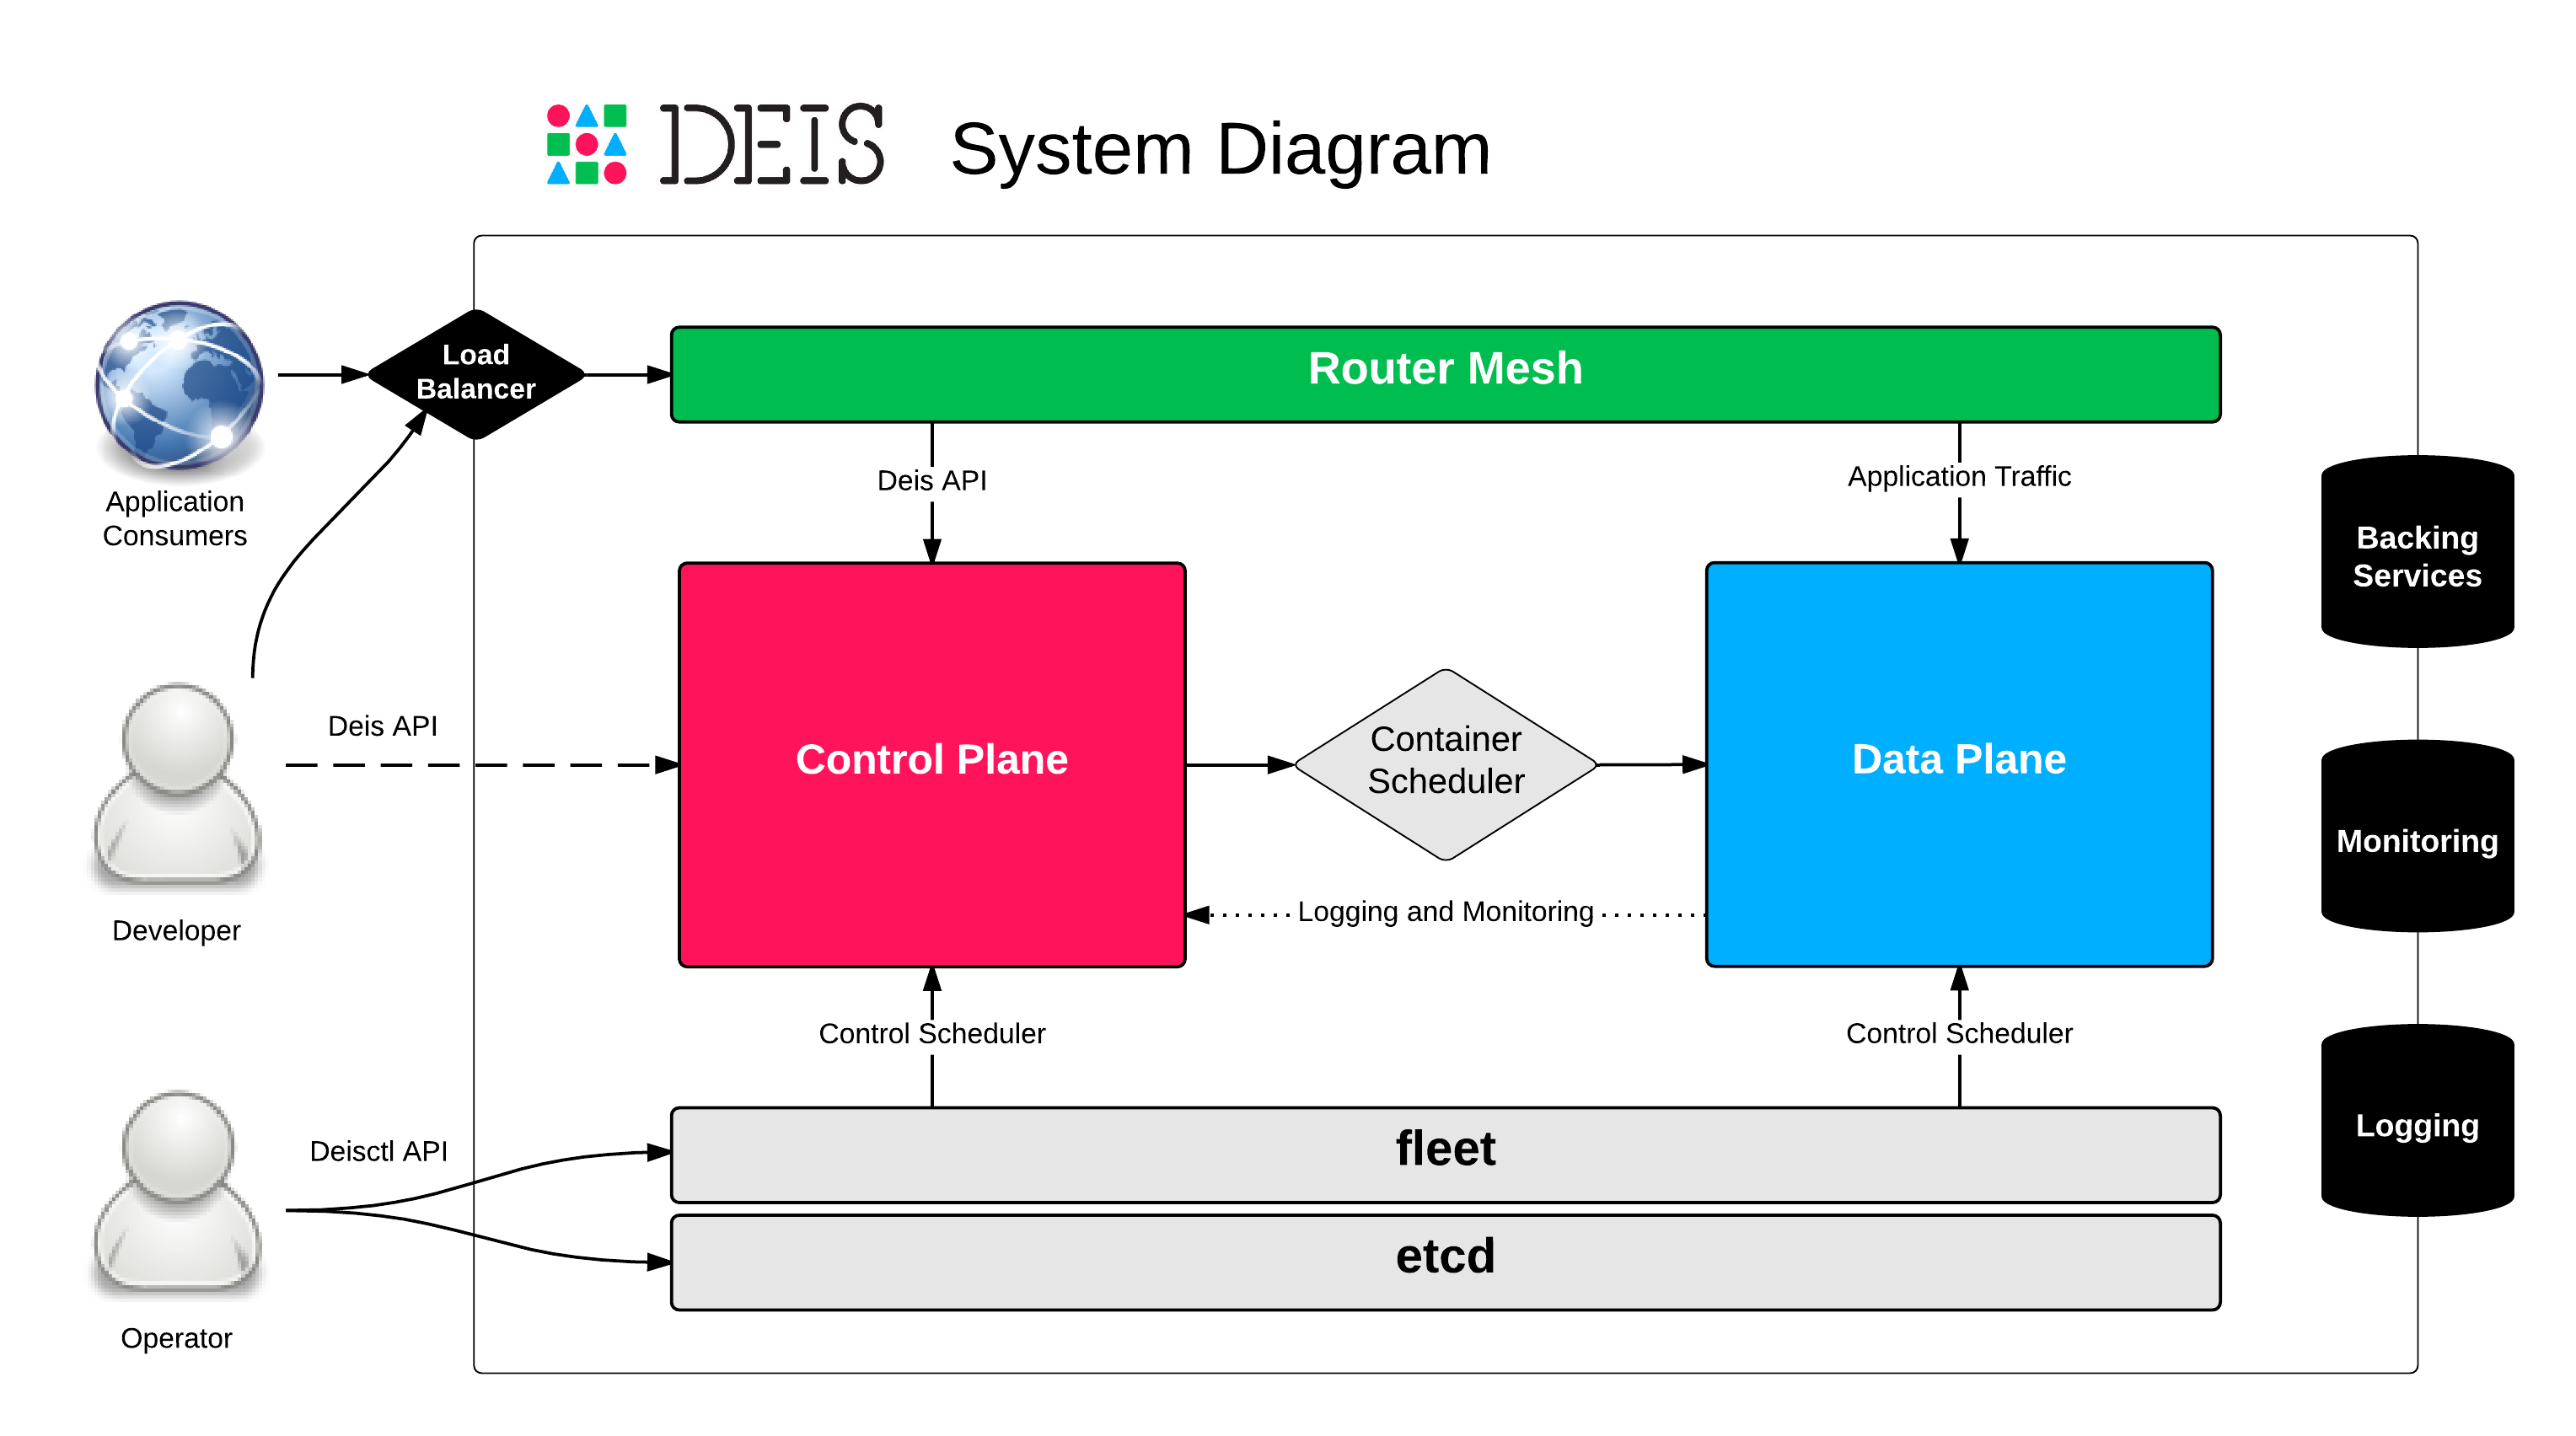 DEIS System Diagram
Load
Balancer
Router Mesh
Application
Consumers
Deis API
Application Traffic
Backing
Services
Deis API
Control Plane
Container
Scheduler
Data Plane
Monitoring
Logging and Monitoring
Developer
Control Scheduler
Control Scheduler
Logging
Deisctl API
fleet
etcd
Operator